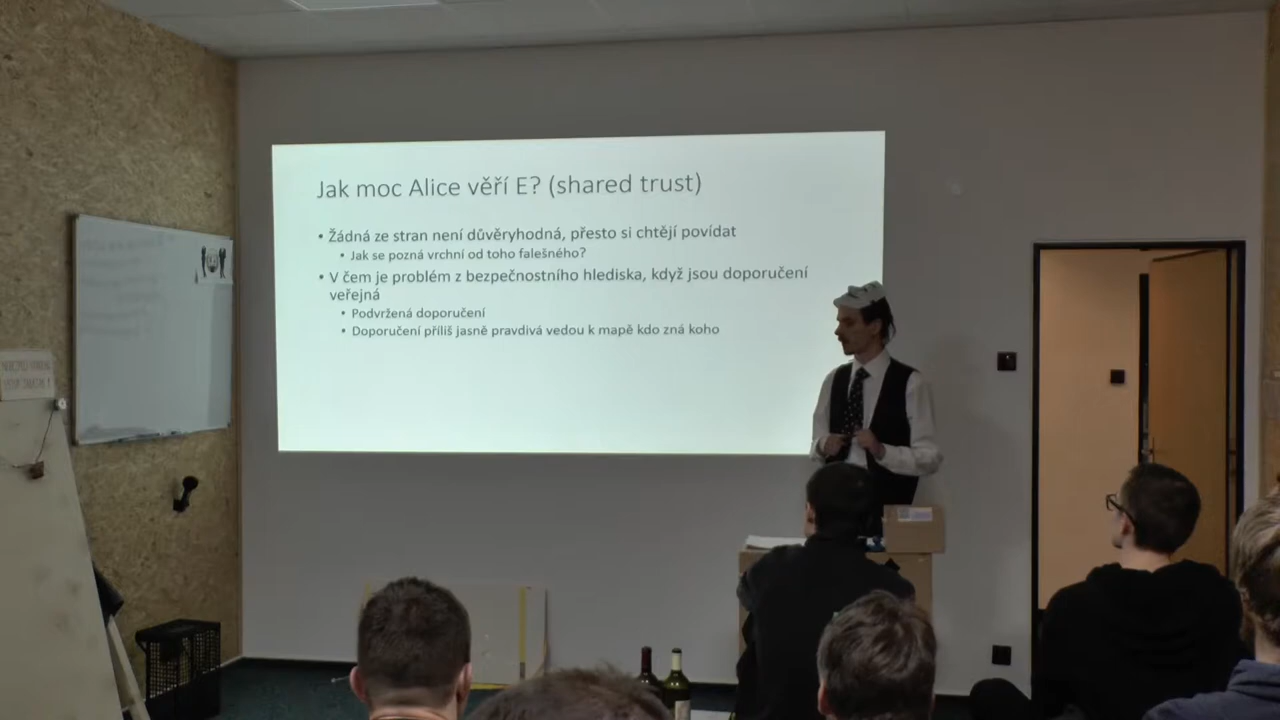 Jak moc Alice věří E? (shared trust)
• Žádná ze stran není důvěryhodná, přesto si chtějí povídat
• Jak se pozná vrchní od toho falešného?
• V čem je problém z bezpečnostního hlediska, když jsou doporučení
veřejná
• Podvržená doporučení
• Doporučení příliš jasně pravdivá vedou k mapě kdo zná koho